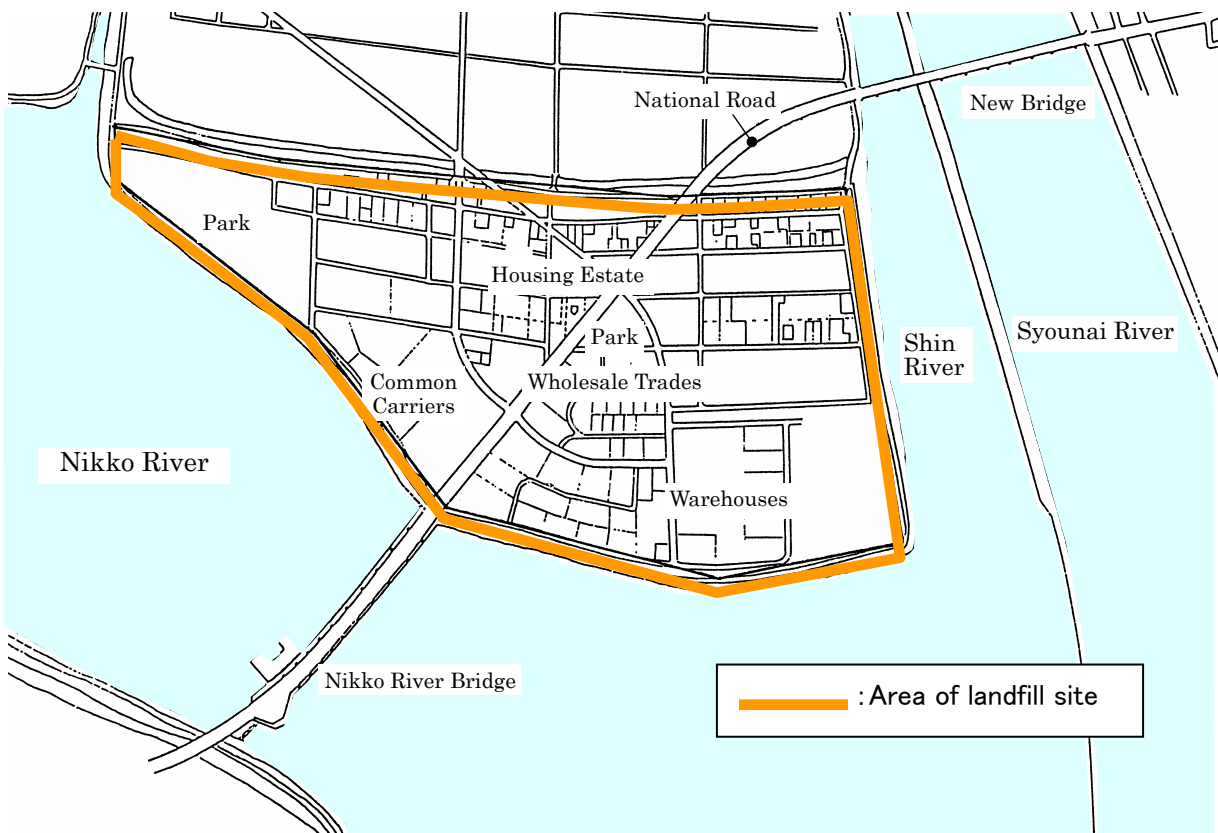 National Road
New Bridge
Park
Housing Estate
Park
Shin
River
Syounai River
Common
Carriers
Wholesale Trades
Nikko River
Warehouses
Nikko River Bridge
: Area of landfill site